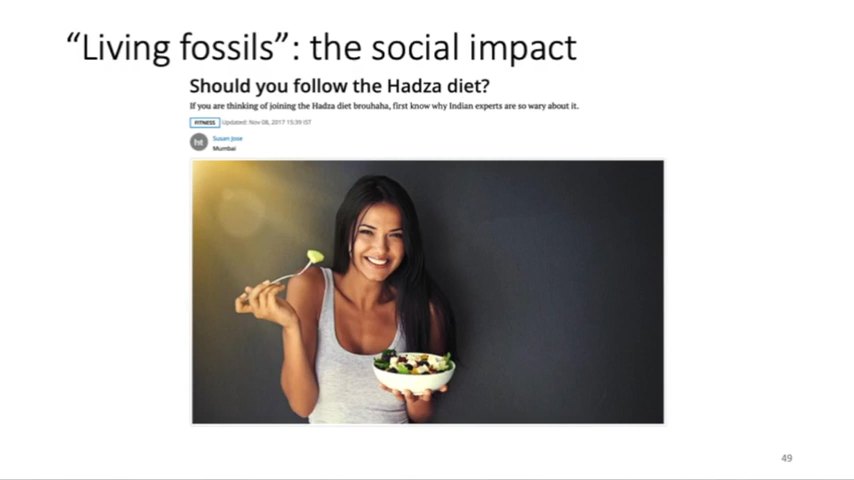 “Living fossils”: the social impact
Should you follow the Hadza diet?
If you are thinking of joining the Hadza diet brouhaha, first know why Indian experts are so wary about it.
FITNESS Updated: Nov 08, 2017 15:39 IST
ht Susan Jose
Mumbai
49